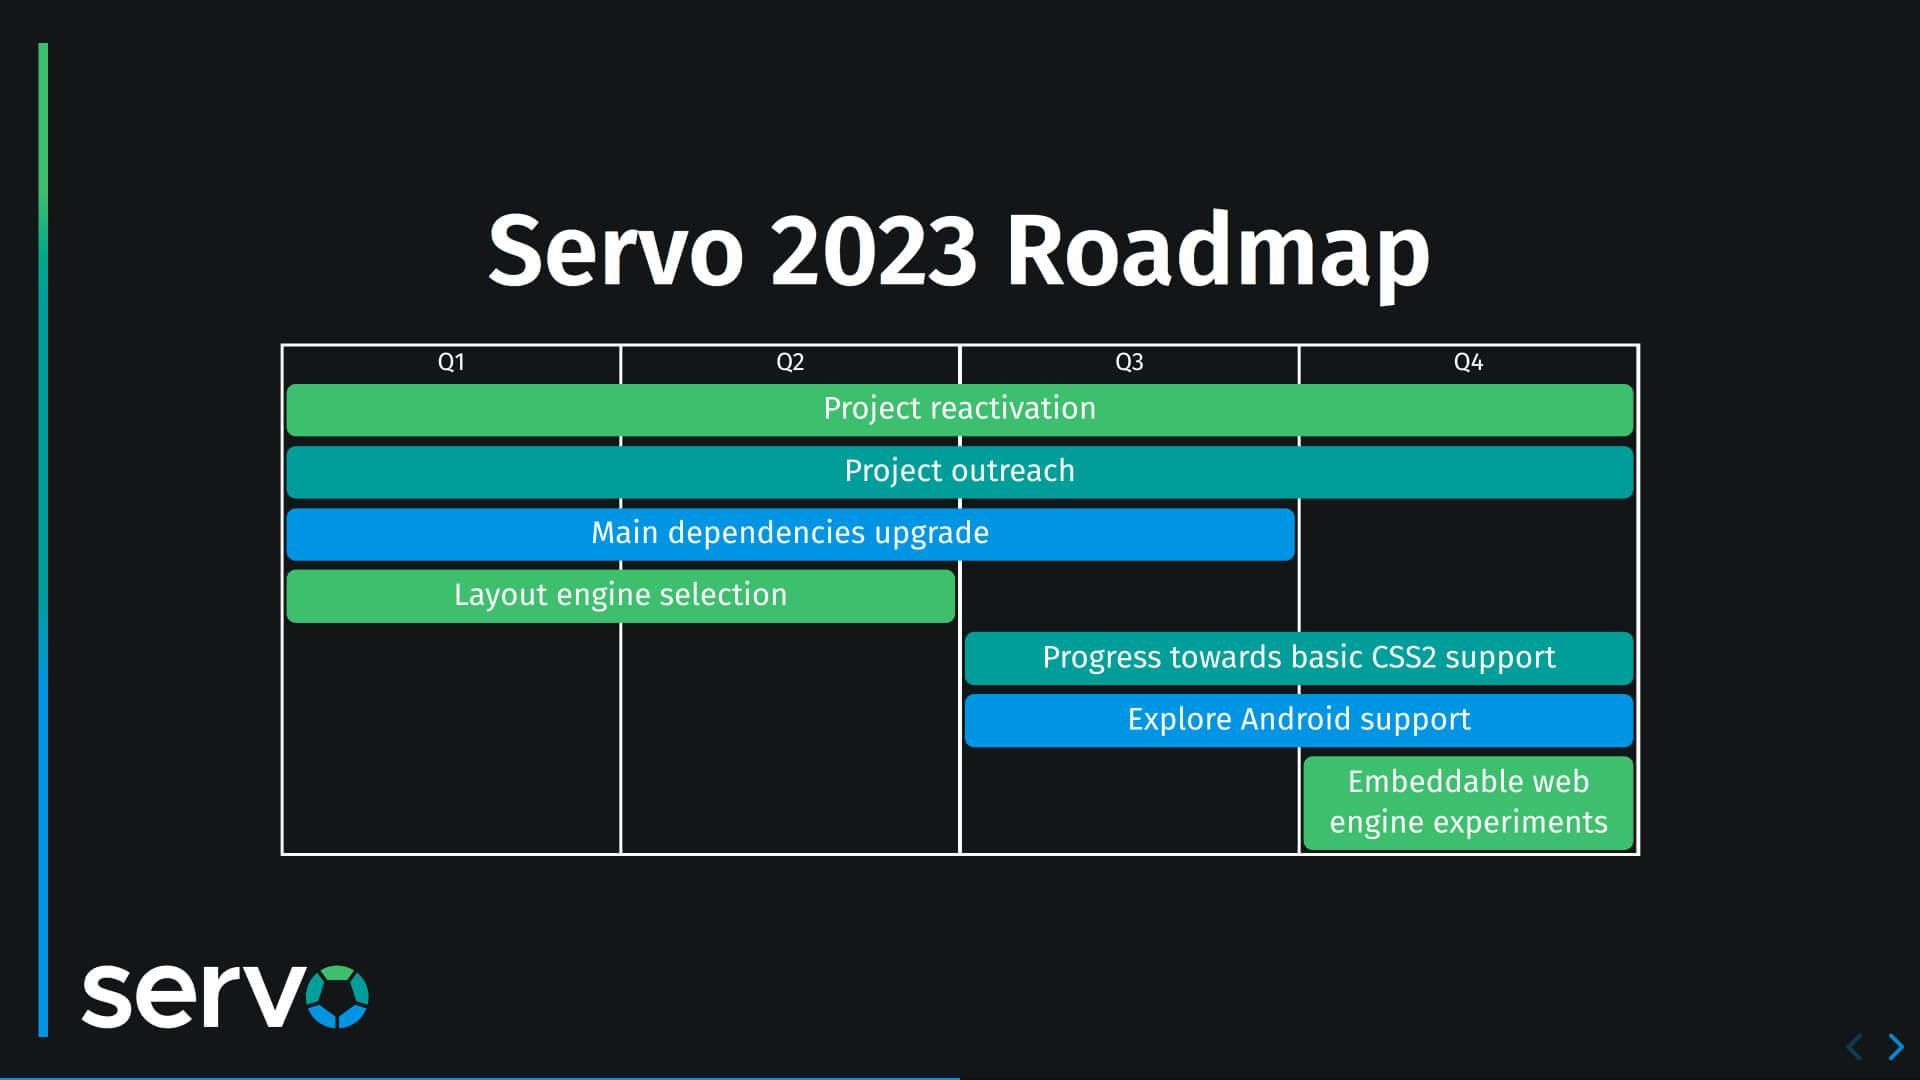 Servo 2023 Roadmap
Q1 Q2 Q3 Q4
Project reactivation
Project outreach
Main dependencies upgrade
Layout engine selection
Progress towards basic CSS2 support
Explore Android support
Embeddable web
engine experiments
servo